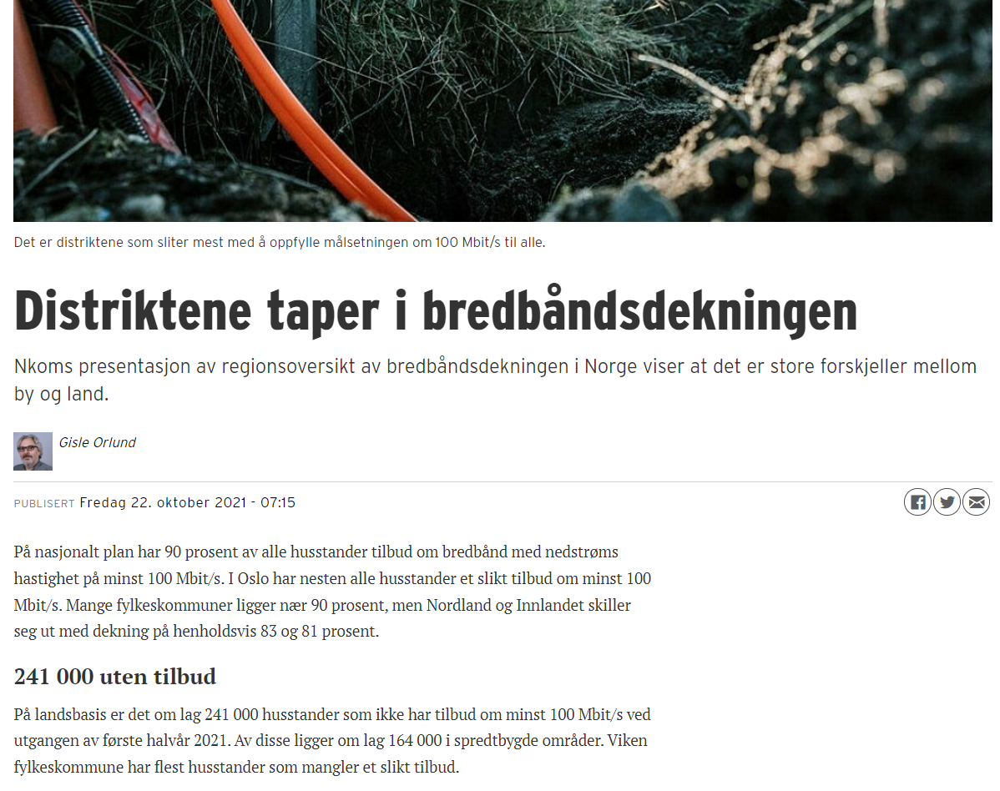 Det er distriktene som sliter mest med å oppfylle målsetningen om 100 Mbit/s til alle.
Distriktene taper i bredbåndsdekningen
Nkoms presentasjon av regionsoversikt av bredbåndsdekningen i Norge viser at det er store forskjeller mellom
by og land.
Gisle Orlund
PUBLISERT Fredag 22. oktober 2021 - 07:15
På nasjonalt plan har 90 prosent av alle husstander tilbud om bredbånd med nedstrøms
hastighet på minst 100 Mbit/s. I Oslo har nesten alle husstander et slikt tilbud om minst 100
Mbit/s. Mange fylkeskommuner ligger nær 90 prosent, men Nordland og Innlandet skiller
seg ut med dekning på henholdsvis 83 og 81 prosent.
241 000 uten tilbud
På landsbasis er det om lag 241 000 husstander som ikke har tilbud om minst 100 Mbit/s ved
utgangen av første halvår 2021. Av disse ligger om lag 164 000 i spredtbygde områder. Viken
fylkeskommune har flest husstander som mangler et slikt tilbud.